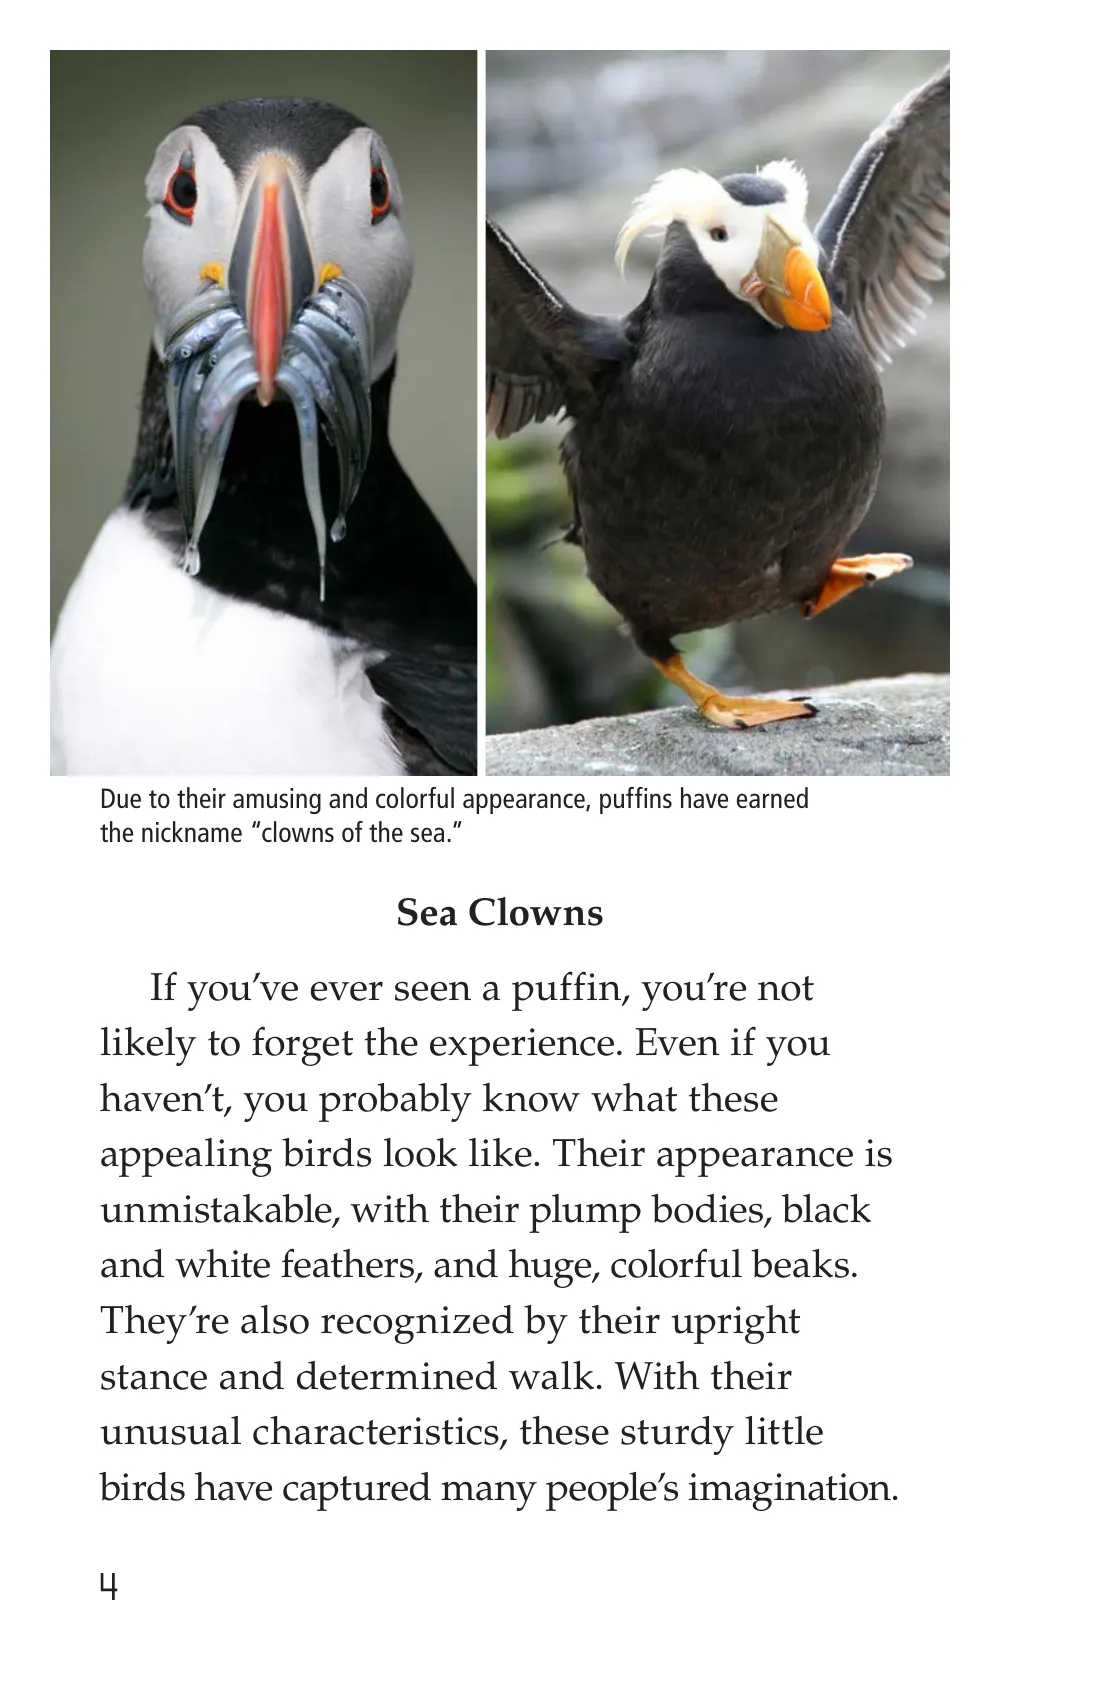 Due to their amusing and colorful appearance, puffins have earned
the nickname “clowns of the sea.”
Sea Clowns
If you’ve ever seen a puffin, you’re not
likely to forget the experience. Even if you
haven’t, you probably know what these
appealing birds look like. Their appearance is
unmistakable, with their plump bodies, black
and white feathers, and huge, colorful beaks.
They’re also recognized by their upright
stance and determined walk. With their
unusual characteristics, these sturdy little
birds have captured many people’s imagination.
4